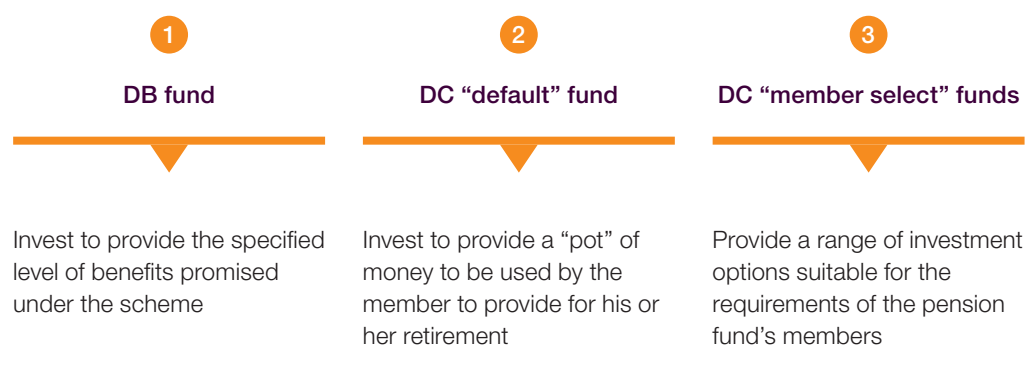 1
DB fund
Invest to provide the specified
level of benefits promised
under the scheme
2
DC “default” fund
Invest to provide a “pot” of
money to be used by the
member to provide for his or
her retirement
3
DC “member select” funds
Provide a range of investment
options suitable for the
requirements of the pension
fund’s members